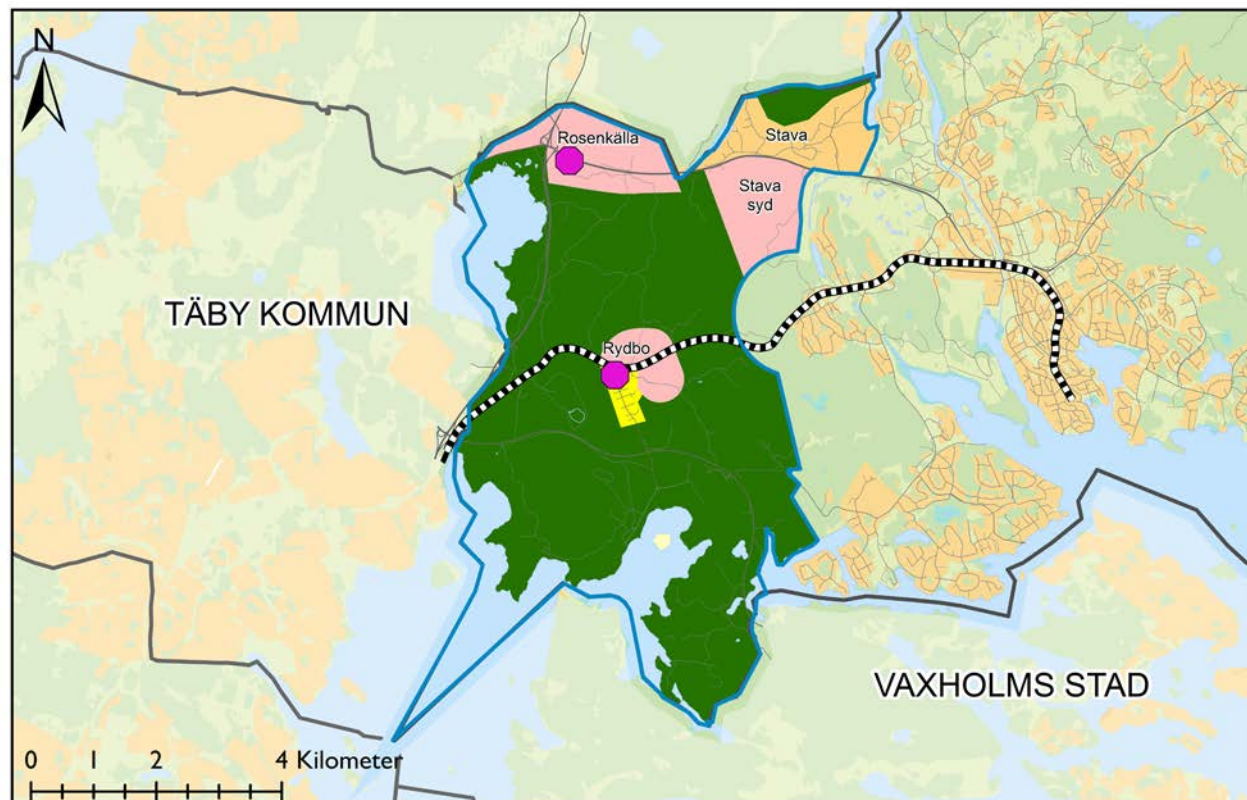 N
Rosenkälla
Stava
Stava
syd
TÄBY KOMMUN
Rydbo
VAXHOLMS STAD
0 1 2 4 Kilometer